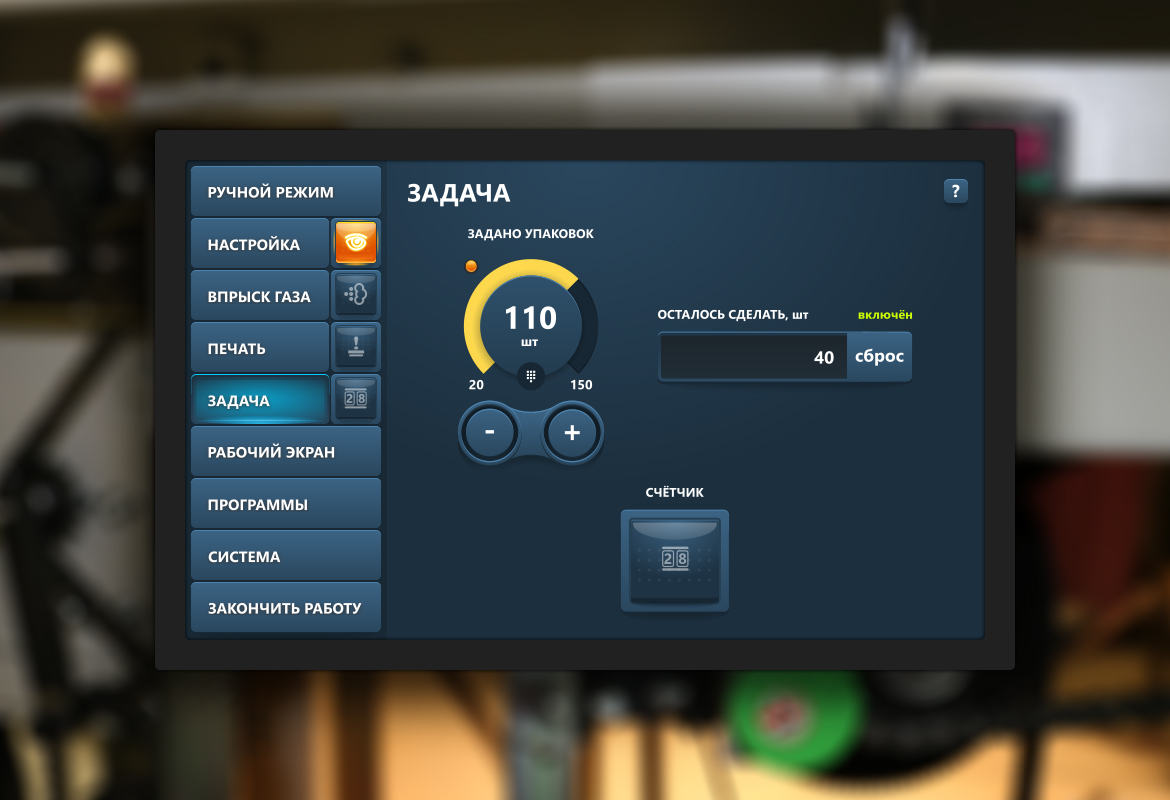 РУЧНОЙ РЕЖИМ
НАСТРОЙКА
ВПРЫСК ГАЗА
ПЕЧАТЬ
ЗАДАЧА
28
РАБОЧИЙ ЭКРАН
ПРОГРАММЫ
СИСТЕМА
ЗАКОНЧИТЬ РАБОТУ
ЗАДАЧА
?
ЗАДАНО УПАКОВОК
110
шт
20
150
-
+
ОСТАЛОСЬ СДЕЛАТЬ, шт
включён
40
сброс
СЧЁТЧИК
28